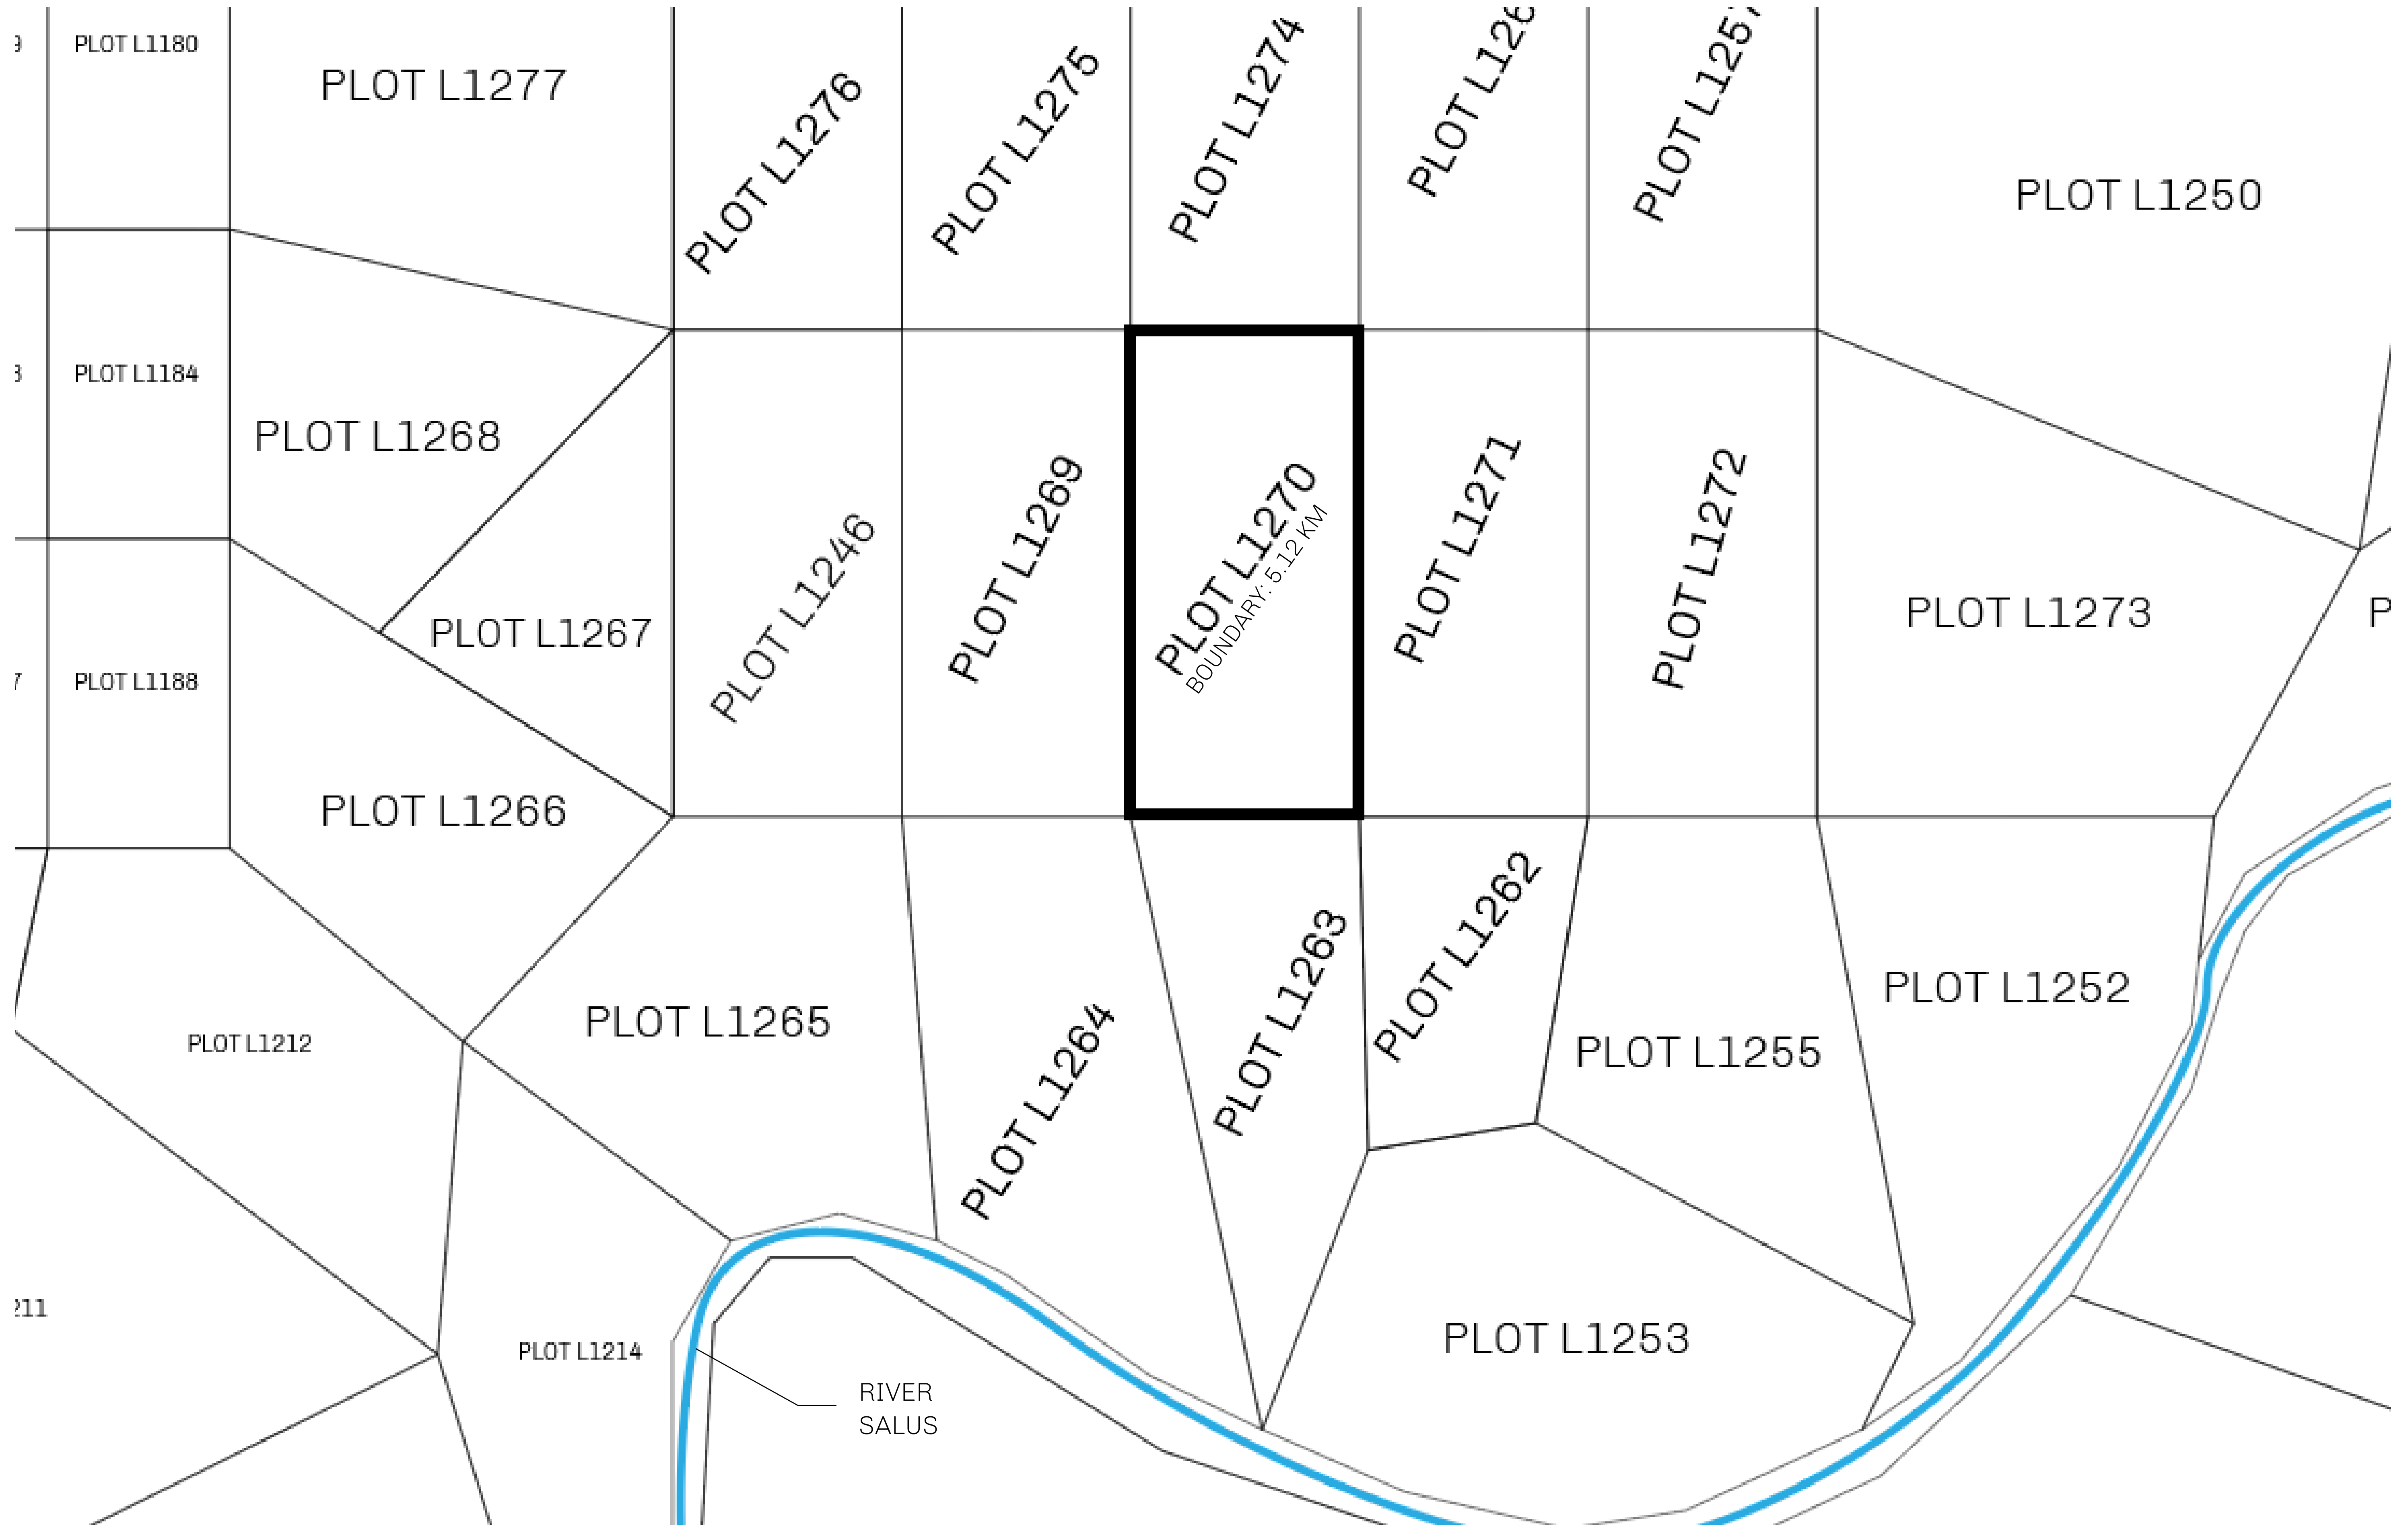 PLOT L1180
PLOT L1277
PLOT L1276
PLOT L1275
PLOT L1274
PLOT L1257
PLOT L1250
PLOT L1184
PLOT L1268
PLOT L1267
PLOT L1246
PLOT L1269
PLOT L1270
BOUNDARY: 5.12 KM
PLOT L1271
PLOT L1272
PLOT L1273
PLOT L1188
PLOT L1266
PLOT L1265
PLOT L1264
PLOT L1263
PLOT L1262
PLOT L1255
PLOT L1252
PLOT L1212
211
PLOT L1214
PLOT L1253
RIVER
SALUS